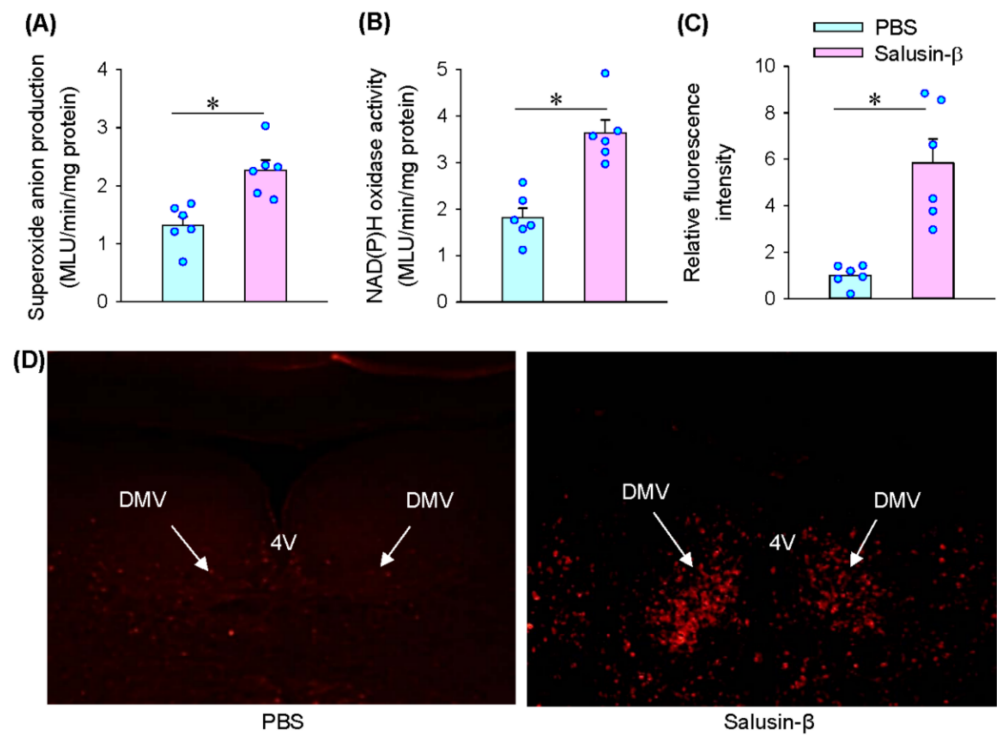 (A)
Superoxide anion production
(MLU/min/mg protein)
4
3
2
1
0
*
(B)
NAD(P)H oxidase activity
(MLU/min/mg protein)
5
4
3
2
1
0
*
(C)
PBS
Salusin-β
Relative fluorescence
intensity
10
8
6
4
2
0
*
(D)
DMV
DMV
4V
PBS
DMV
DMV
4V
Salusin-β